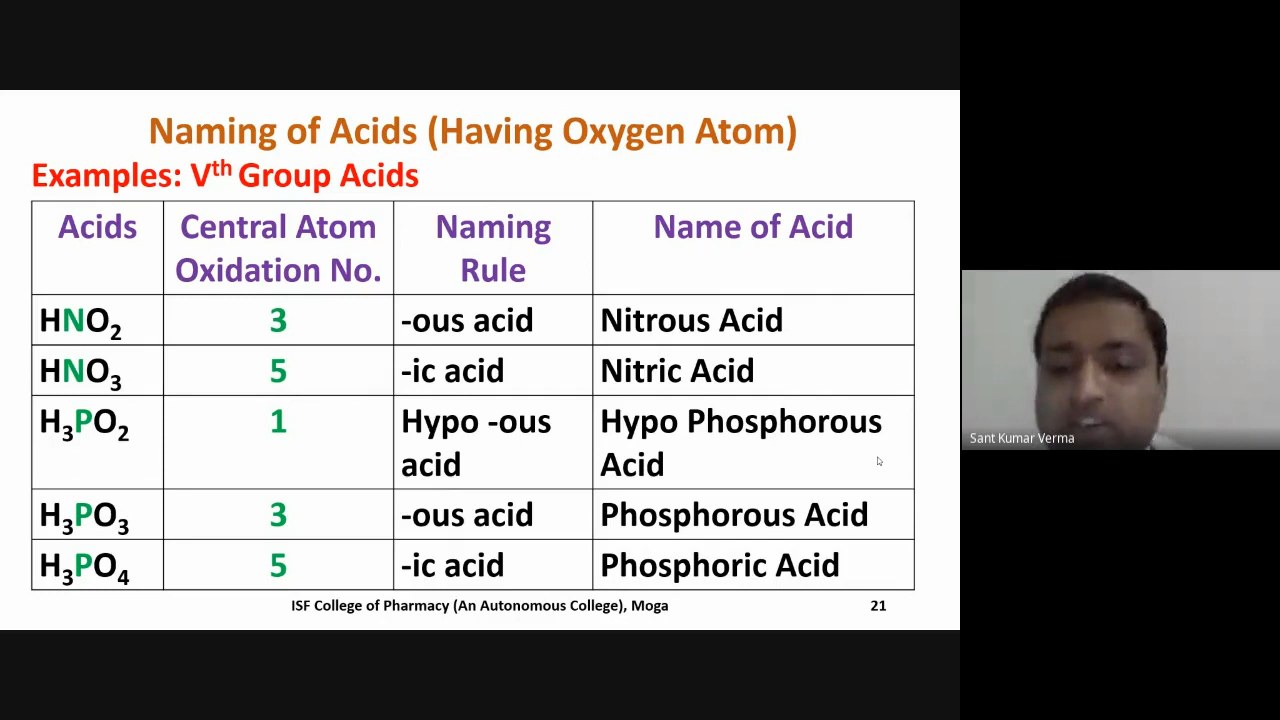 Naming of Acids (Having Oxygen Atom)
Examples: Vth Group Acids
Acids Central Atom Oxidation No. Naming Rule Name of Acid
HNO2 3 -ous acid Nitrous Acid
HNO3 5 -ic acid Nitric Acid
H3PO2 1 Hypo -ous acid Hypo Phosphorous Acid
H3PO3 3 -ous acid Phosphorous Acid
H3PO4 5 -ic acid Phosphoric Acid
ISF College of Pharmacy (An Autonomous College), Moga 21
Sant Kumar Verma